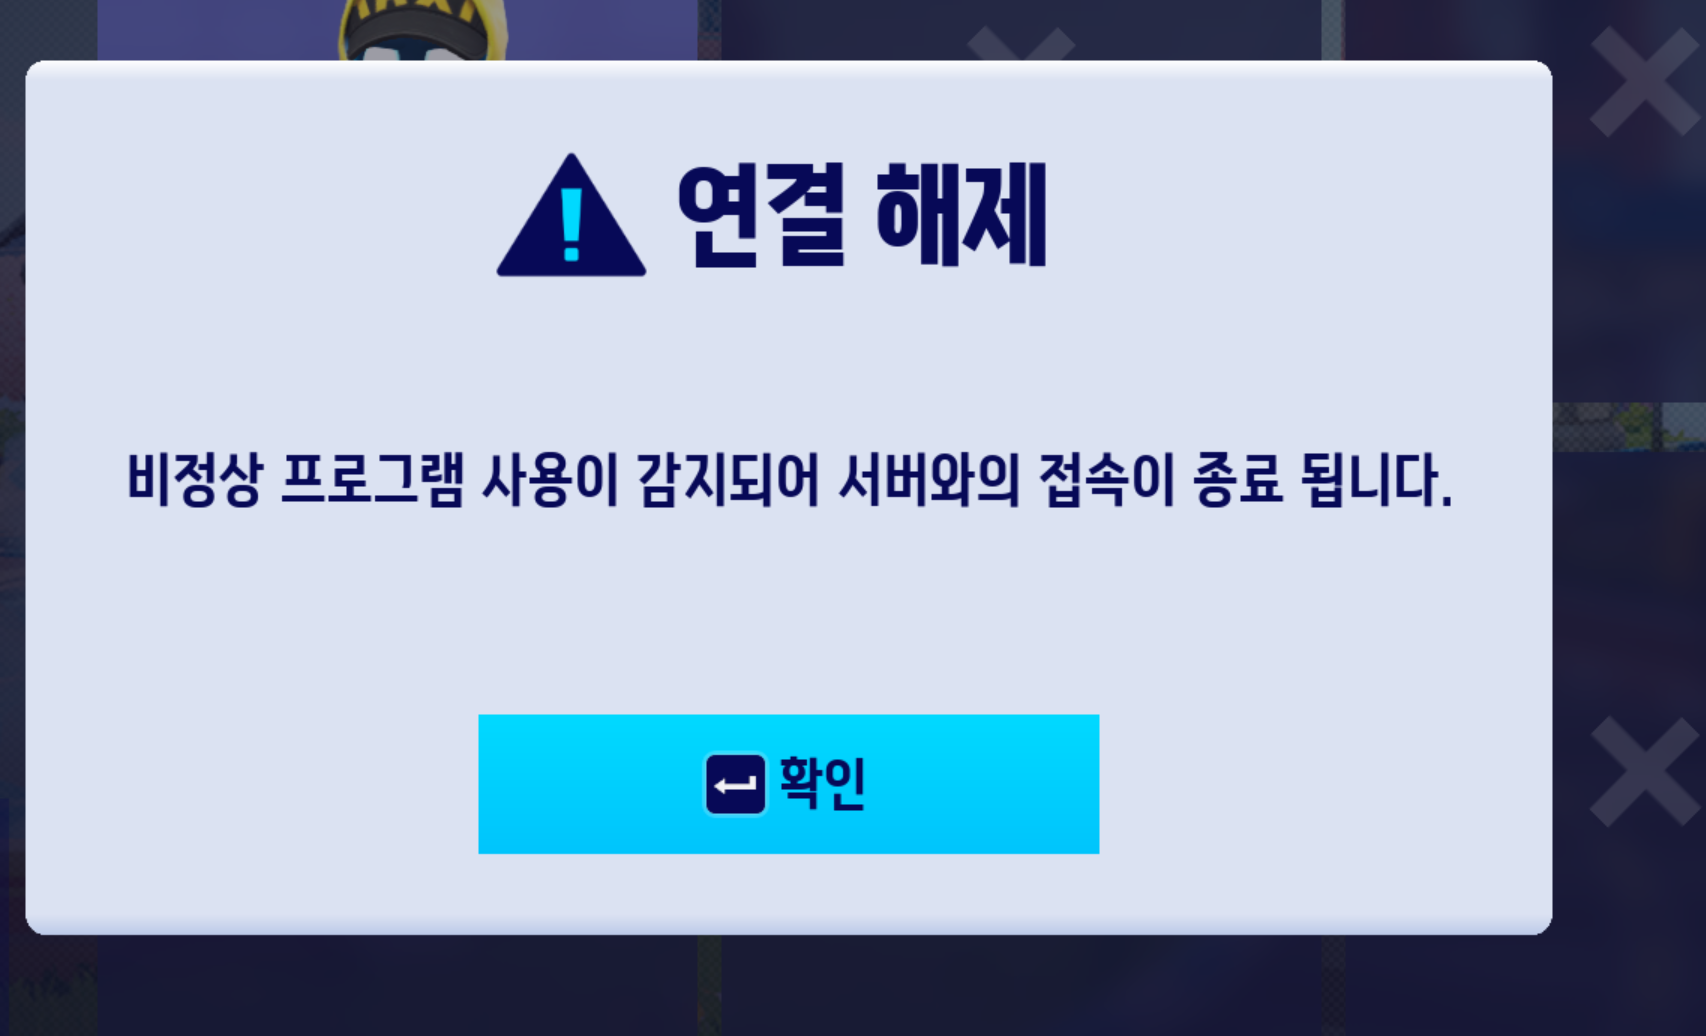 연결 해제
비정상 프로그램 사용이 감지되어 서버와의 접속이 종료 됩니다.
확인